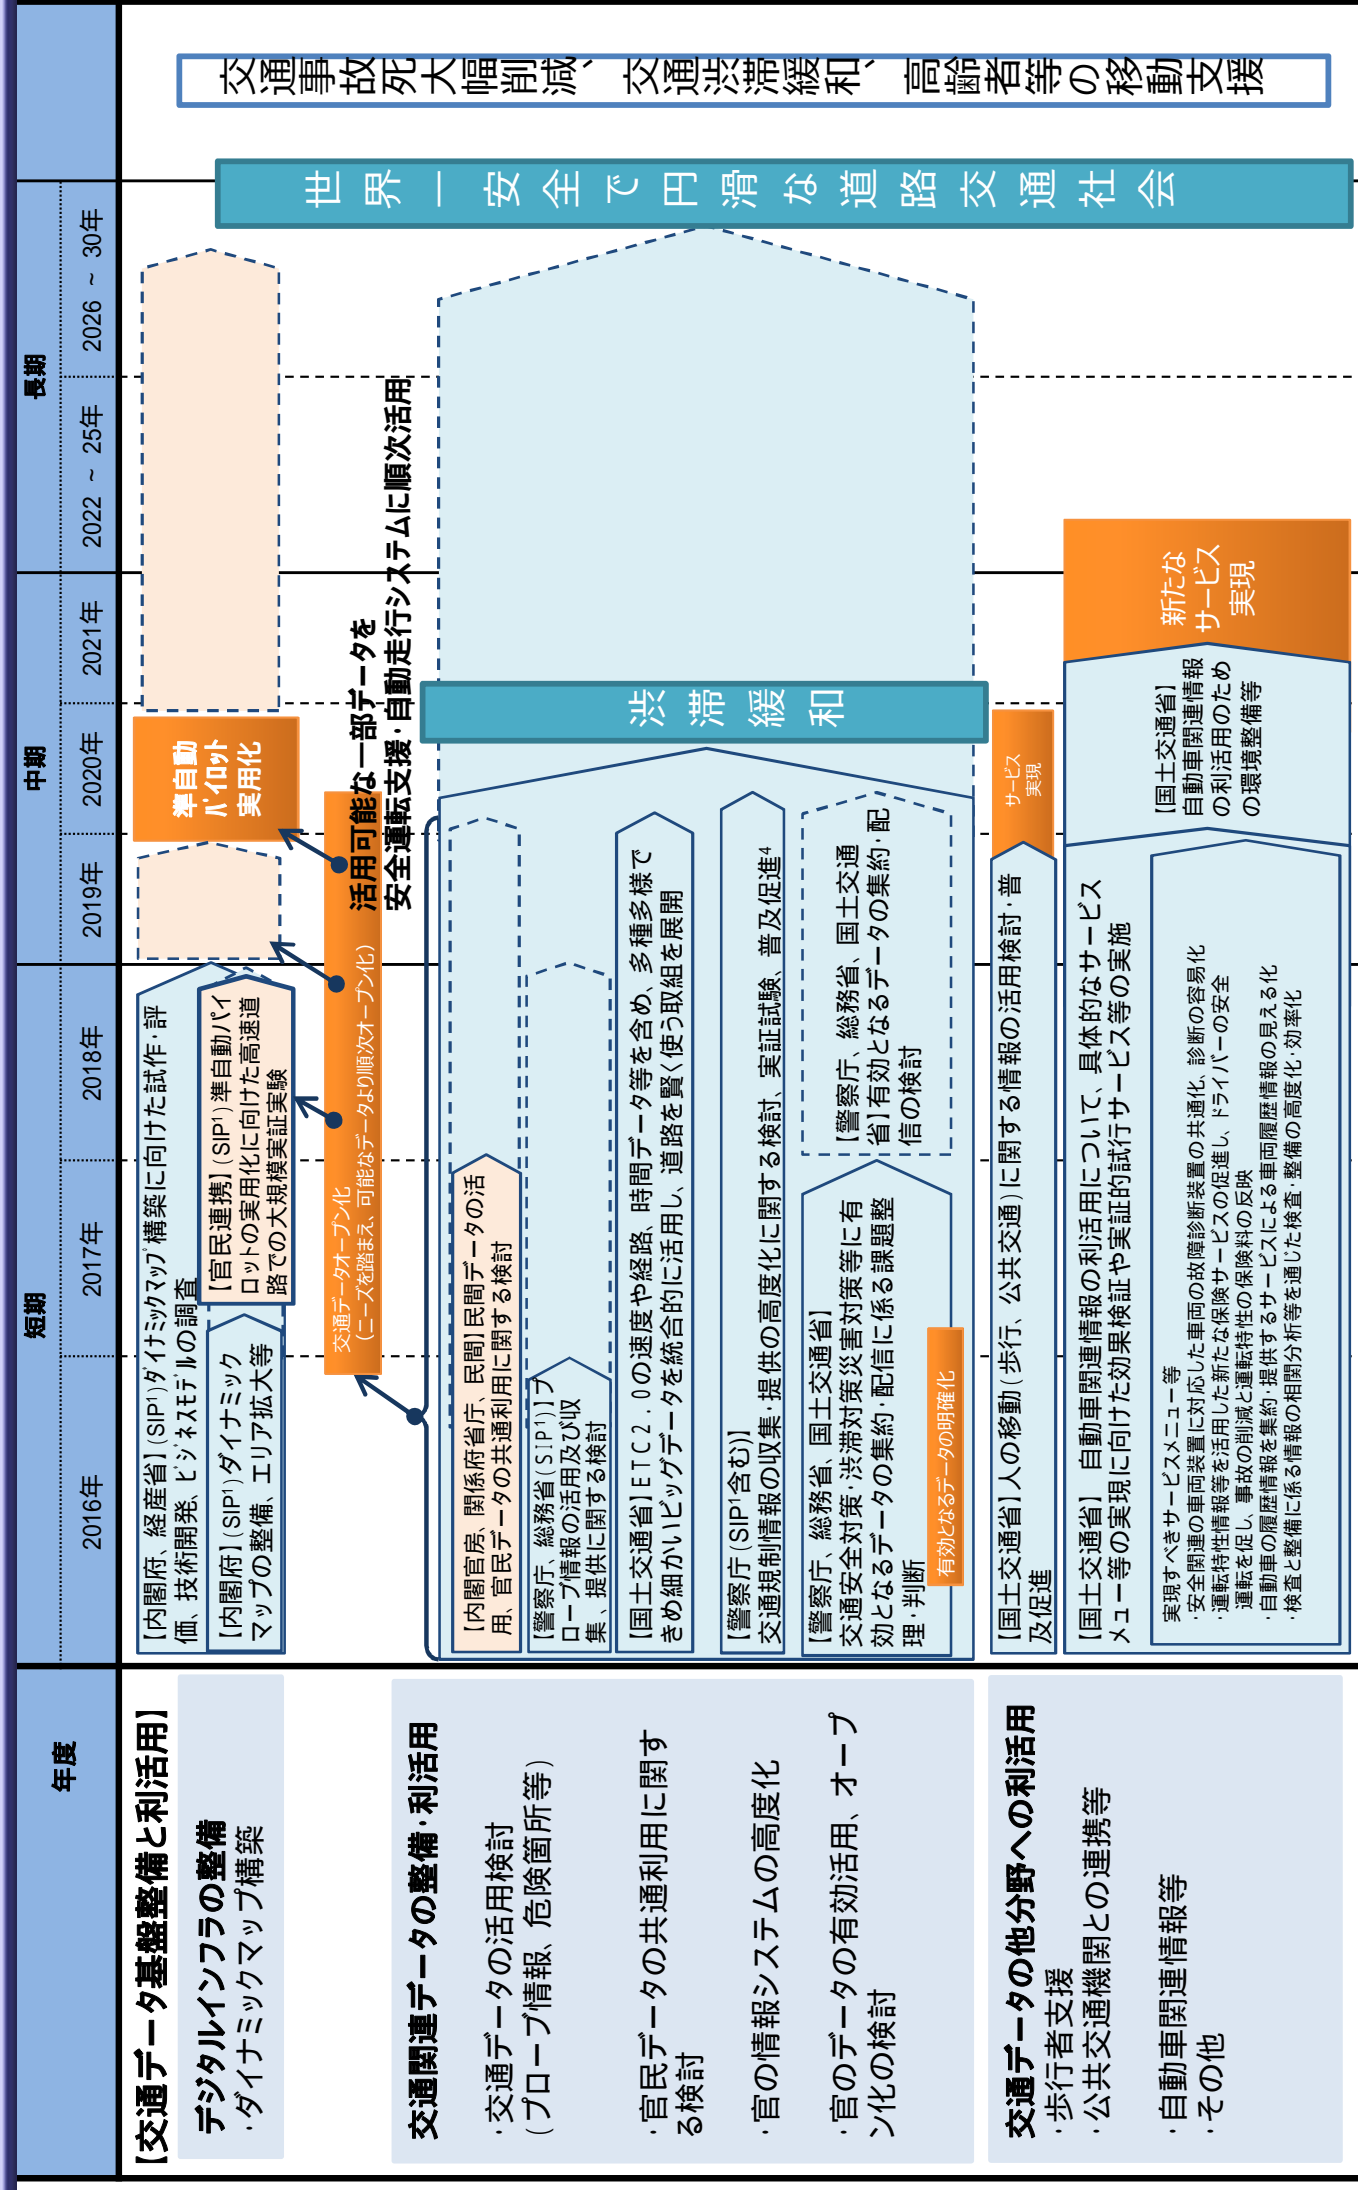 年度
短期
中期
長期
2016年
2017年
2018年
2019年
2020年
2021年
2022 ~ 25年
2026 ~ 30年
【交通データ基盤整備と利活用】
デジタルインフラの整備
・ダイナミックマップ構築
【内閣府、経産省】(SIP1)ダイナミックマップ構築に向けた試作・評
価、技術開発、ビジネスモデルの調査
【内閣府】(SIP1)ダイナミック
マップの整備、エリア拡大等
【官民連携】(SIP1)準自動パイ
ロットの実用化に向けた高速道
路での大規模実証実験
準自動
パイロット
実用化
交通データオープン化
(ニーズを踏まえ、可能なデータより順次オープン化)
活用可能な一部データを
安全運転支援・自動走行システムに順次活用
交通関連データの整備・利活用
・交通データの活用検討
(プローブ情報、危険箇所等)
・官民データの共通利用に関す
る検討
・官の情報システムの高度化
・官のデータの有効活用、オープ
ン化の検討
【内閣官房、関係府省庁、民間】民間データの活
用、官民データの共通利用に関する検討
【警察庁、総務省(SIP1)】プ
ローブ情報の活用及び収
集、提供に関する検討
【国土交通省】ETC2.0の速度や経路、時間データ等を含め、多種多様で
きめ細かいビッグデータを統合的に活用し、道路を賢く使う取組を展開
【警察庁(SIP1含む)】
交通規制情報の収集・提供の高度化に関する検討、実証試験、普及促進4
【警察庁、総務省、国土交通省】
交通安全対策・渋滞対策災害対策等に有
効となるデータの集約・配信に係る課題整
理・判断
有効となるデータの明確化
【警察庁、総務省、国土交通
省】有効となるデータの集約・配
信の検討
渋滞緩和
世界一安全で円滑な道路交通社会
交通事故死大幅削減、交通渋滞緩和、高齢者等の移動支援
交通データの他分野への利活用
・歩行者支援
・公共交通機関との連携等
・自動車関連情報等
・その他
【国土交通省】人の移動(歩行、公共交通)に関する情報の活用検討・普
及促進
サービス
実現
【国土交通省】 自動車関連情報の利活用について、具体的なサービス
メニュー等の実現に向けた効果検証や実証的試行サービス等の実施
実現すべきサービスメニュー等
・安全関連の車両装置に対応した車両の故障診断装置の共通化、診断の容易化
・運転特性情報等を活用した新たな保険サービスの促進し、ドライバーの安全
運転を促し、事故の削減と運転特性の保険料の反映
・自動車の履歴情報を集約・提供するサービスによる車両履歴情報の見える化
・検査と整備に係る情報の相関分析等を通じた検査・整備の高度化・効率化
【国土交通省】
自動車関連情報
の利活用のため
の環境整備等
新たな
サービス
実現